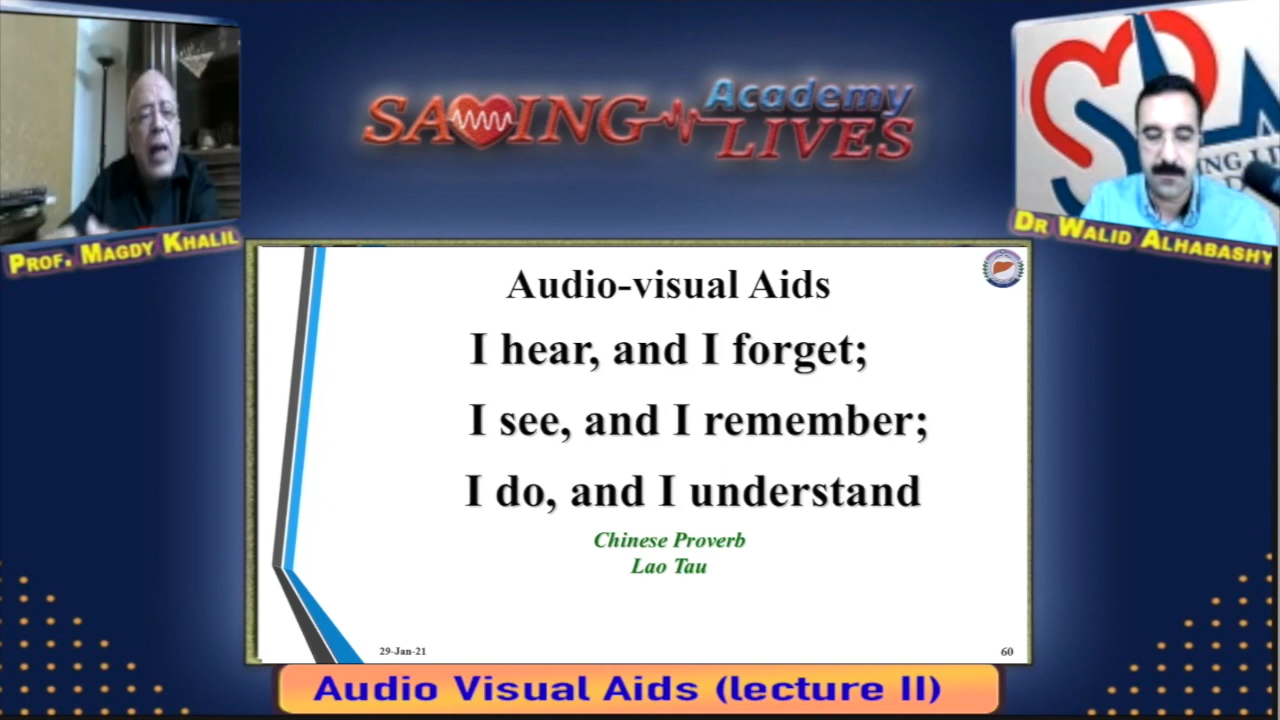 SAVING Academy LIVES
PROF. MAGDY KHALIL
DR WALID ALHABASHY
Audio-visual Aids
I hear, and I forget;
I see, and I remember;
I do, and I understand
Chinese Proverb
Lao Tau
29-Jan-21
60
Audio Visual Aids (lecture II)